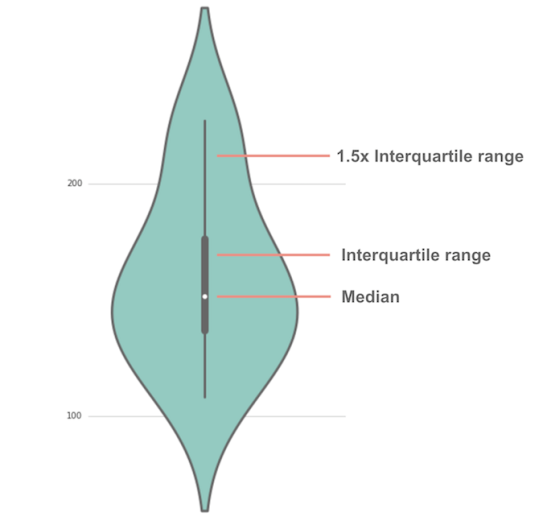 1.5x Interquartile range
200
Interquartile range
Median
100